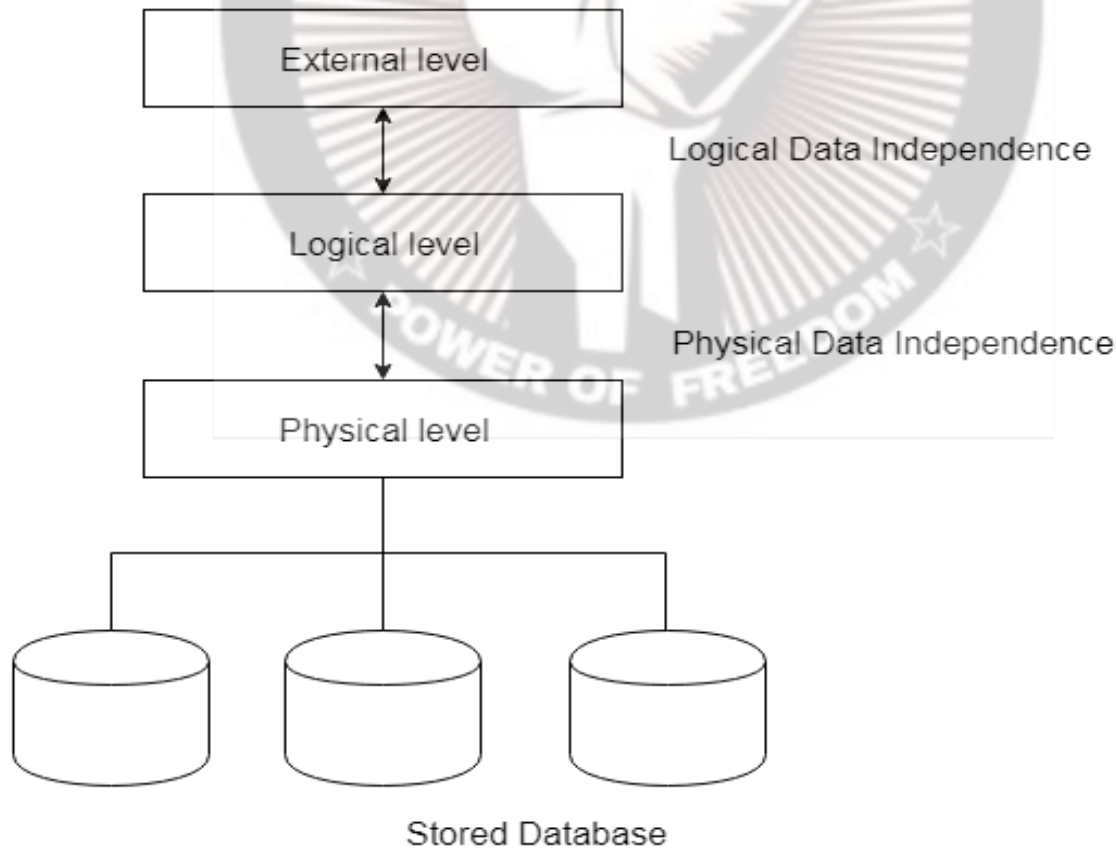 External level
Logical Data Independence
Logical level
POWER OF FREEDOM
Physical Data Independence
Physical level
Stored Database